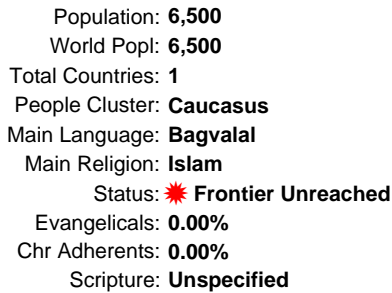 Population: 6,500
World Popl: 6,500
Total Countries: 1
People Cluster: Caucasus
Main Language: Bagvalal
Main Religion: Islam
Status: Frontier Unreached
Evangelicals: 0.00%
Chr Adherents: 0.00%
Scripture: Unspecified